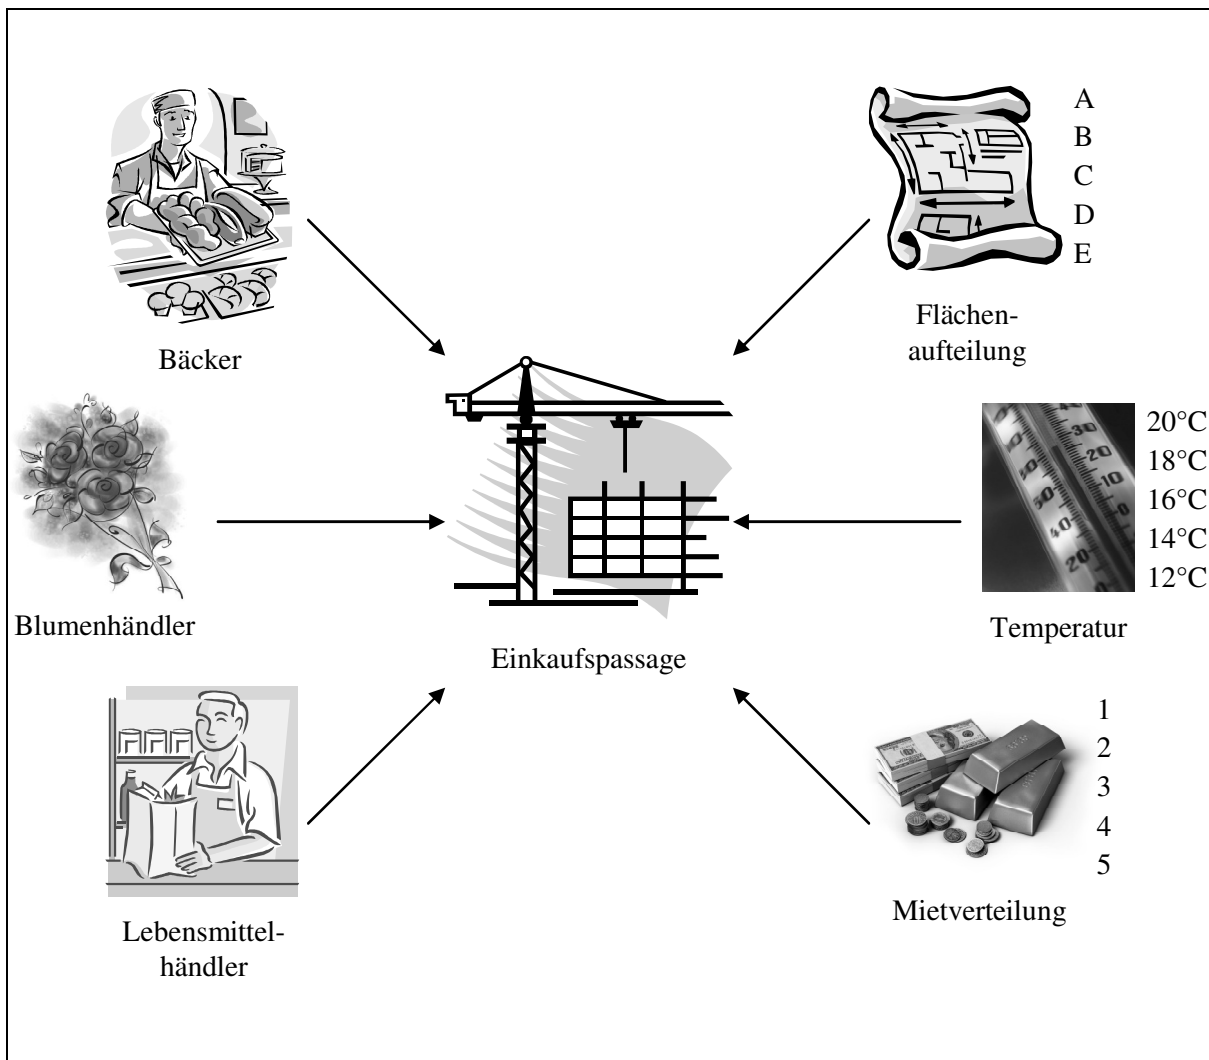 Bäcker
Blumenhändler
Lebensmittel-
händler
Einkaufspassage
A
B
C
D
E
Flächen-
aufteilung
20°C
18°C
16°C
14°C
12°C
Temperatur
1
2
3
4
5
Mietverteilung